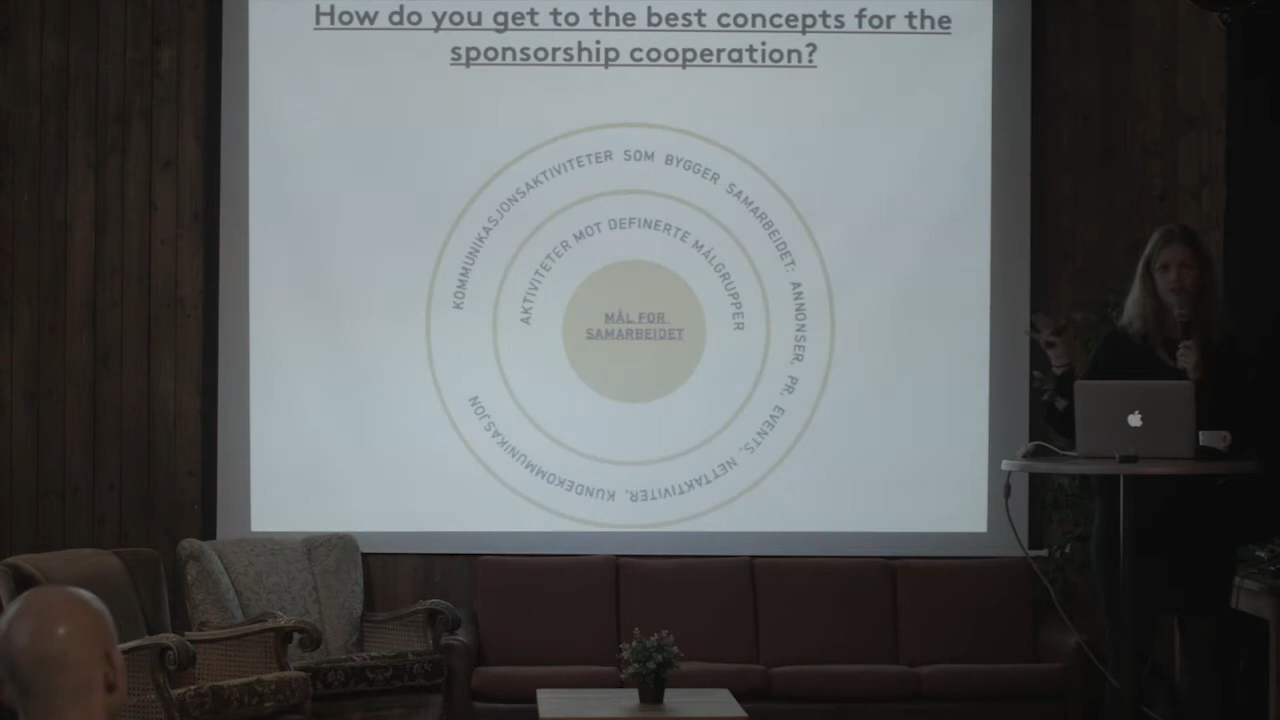 How do you get to the best concepts for the
sponsorship cooperation?
KOMMUNIKASJONSAKTIVITETER SOM BYGGER SAMARBEIDET: ANNONSER, PR, EVENTS, NETTAKTIVITER, KUNDEKOMMUNIKASJON
AKTIVITETER MOT DEFINERTE MÅLGRUPPER
MÅL FOR
SAMARBEIDET